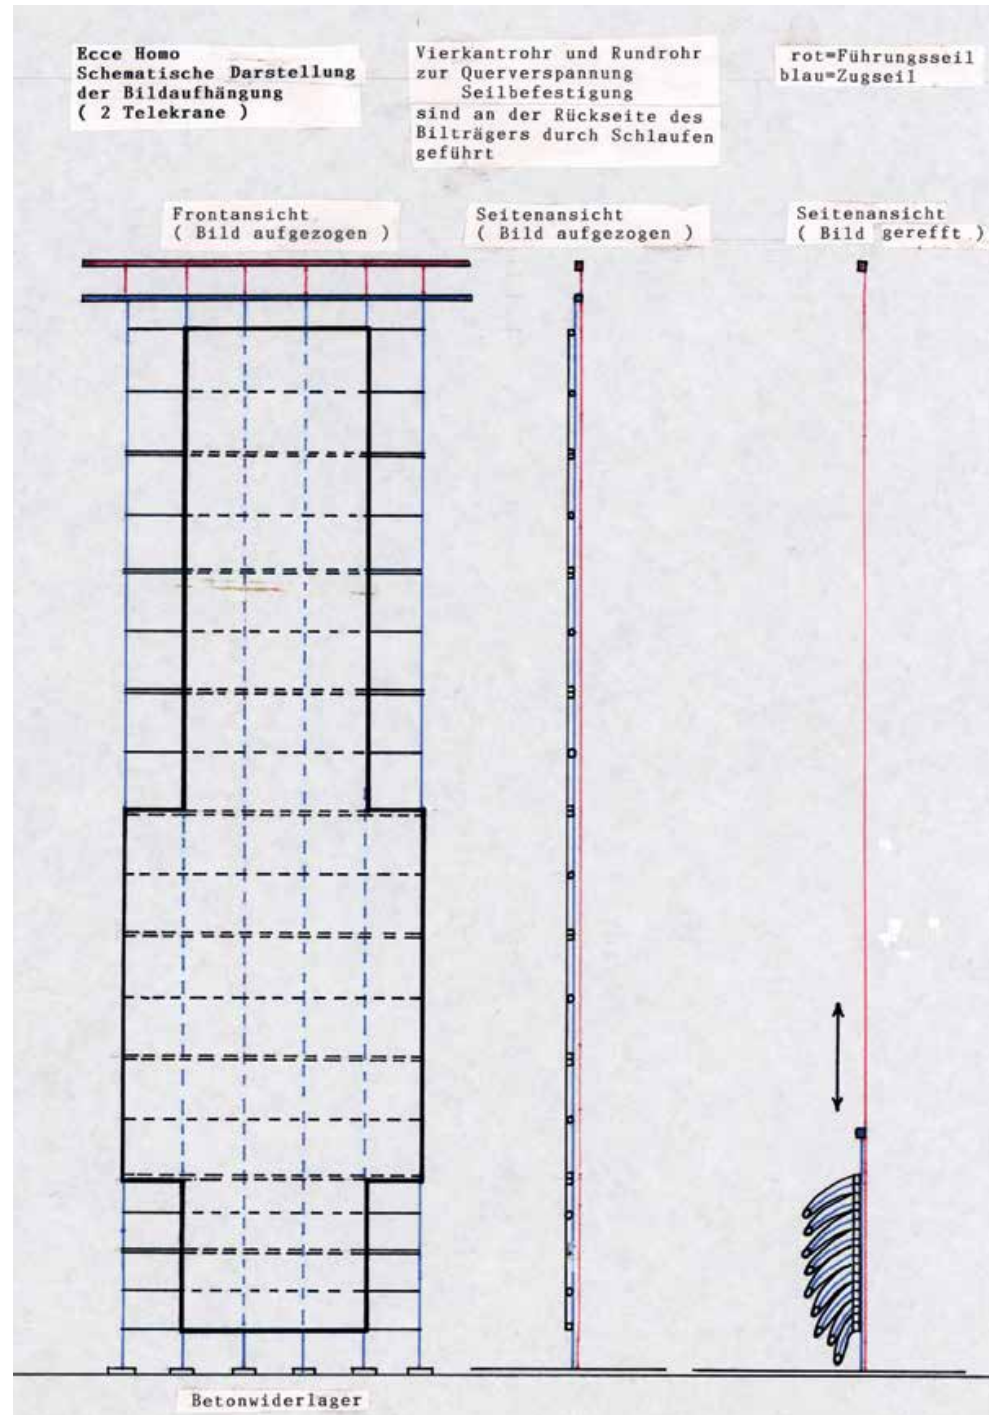 Ecce Homo
Schematische Darstellung
der Bildaufhängung
( 2 Telekrane )
Vierkantrohr und Rundrohr
zur Querverspannung
Seilbefestigung
sind an der Rückseite des
Bilträgers durch Schlaufen
geführt
rot=Führungsseil
blau=Zugseil
Frontansicht
( Bild aufgezogen )
Seitenansicht
( Bild aufgezogen )
Seitenansicht
( Bild gerefft )
Betonwiderlager